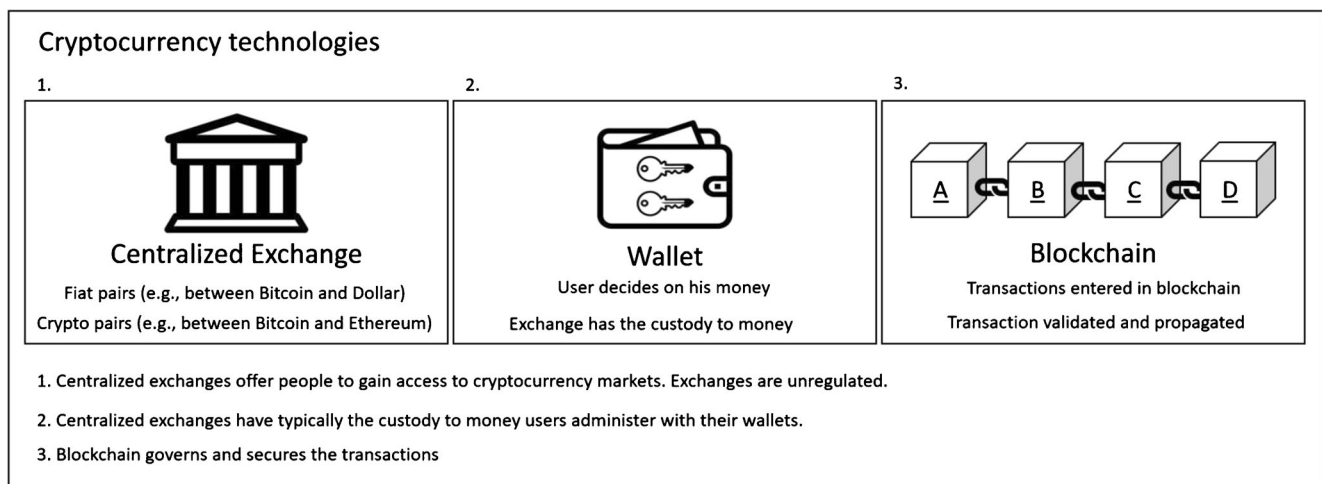 Cryptocurrency technologies
1.
2.
3.
A
B
C
D
Centralized Exchange
Fiat pairs (e.g., between Bitcoin and Dollar)
Crypto pairs (e.g., between Bitcoin and Ethereum)
Wallet
User decides on his money
Exchange has the custody to money
Blockchain
Transactions entered in blockchain
Transaction validated and propagated
1. Centralized exchanges offer people to gain access to cryptocurrency markets. Exchanges are unregulated.
2. Centralized exchanges have typically the custody to money users administer with their wallets.
3. Blockchain governs and secures the transactions